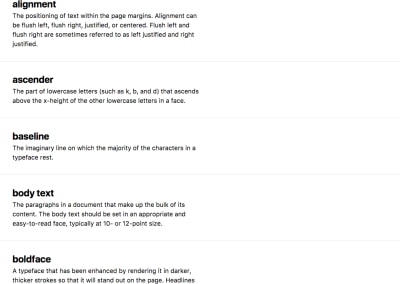 alignment
The positioning of text within the page margins. Alignment can
be flush left, flush right, justified, or centered. Flush left and
flush right are sometimes referred to as left justified and right
justified.
ascender
The part of lowercase letters (such as k, b, and d) that ascends
above the x-height of the other lowercase letters in a face.
baseline
The imaginary line on which the majority of the characters in a
typeface rest.
body text
The paragraphs in a document that make up the bulk of its
content. The body text should be set in an appropriate and
easy-to-read face, typically at 10- or 12-point size.
boldface
A typeface that has been enhanced by rendering it in darker,
thicker strokes so that it will stand out on the page. Headlines